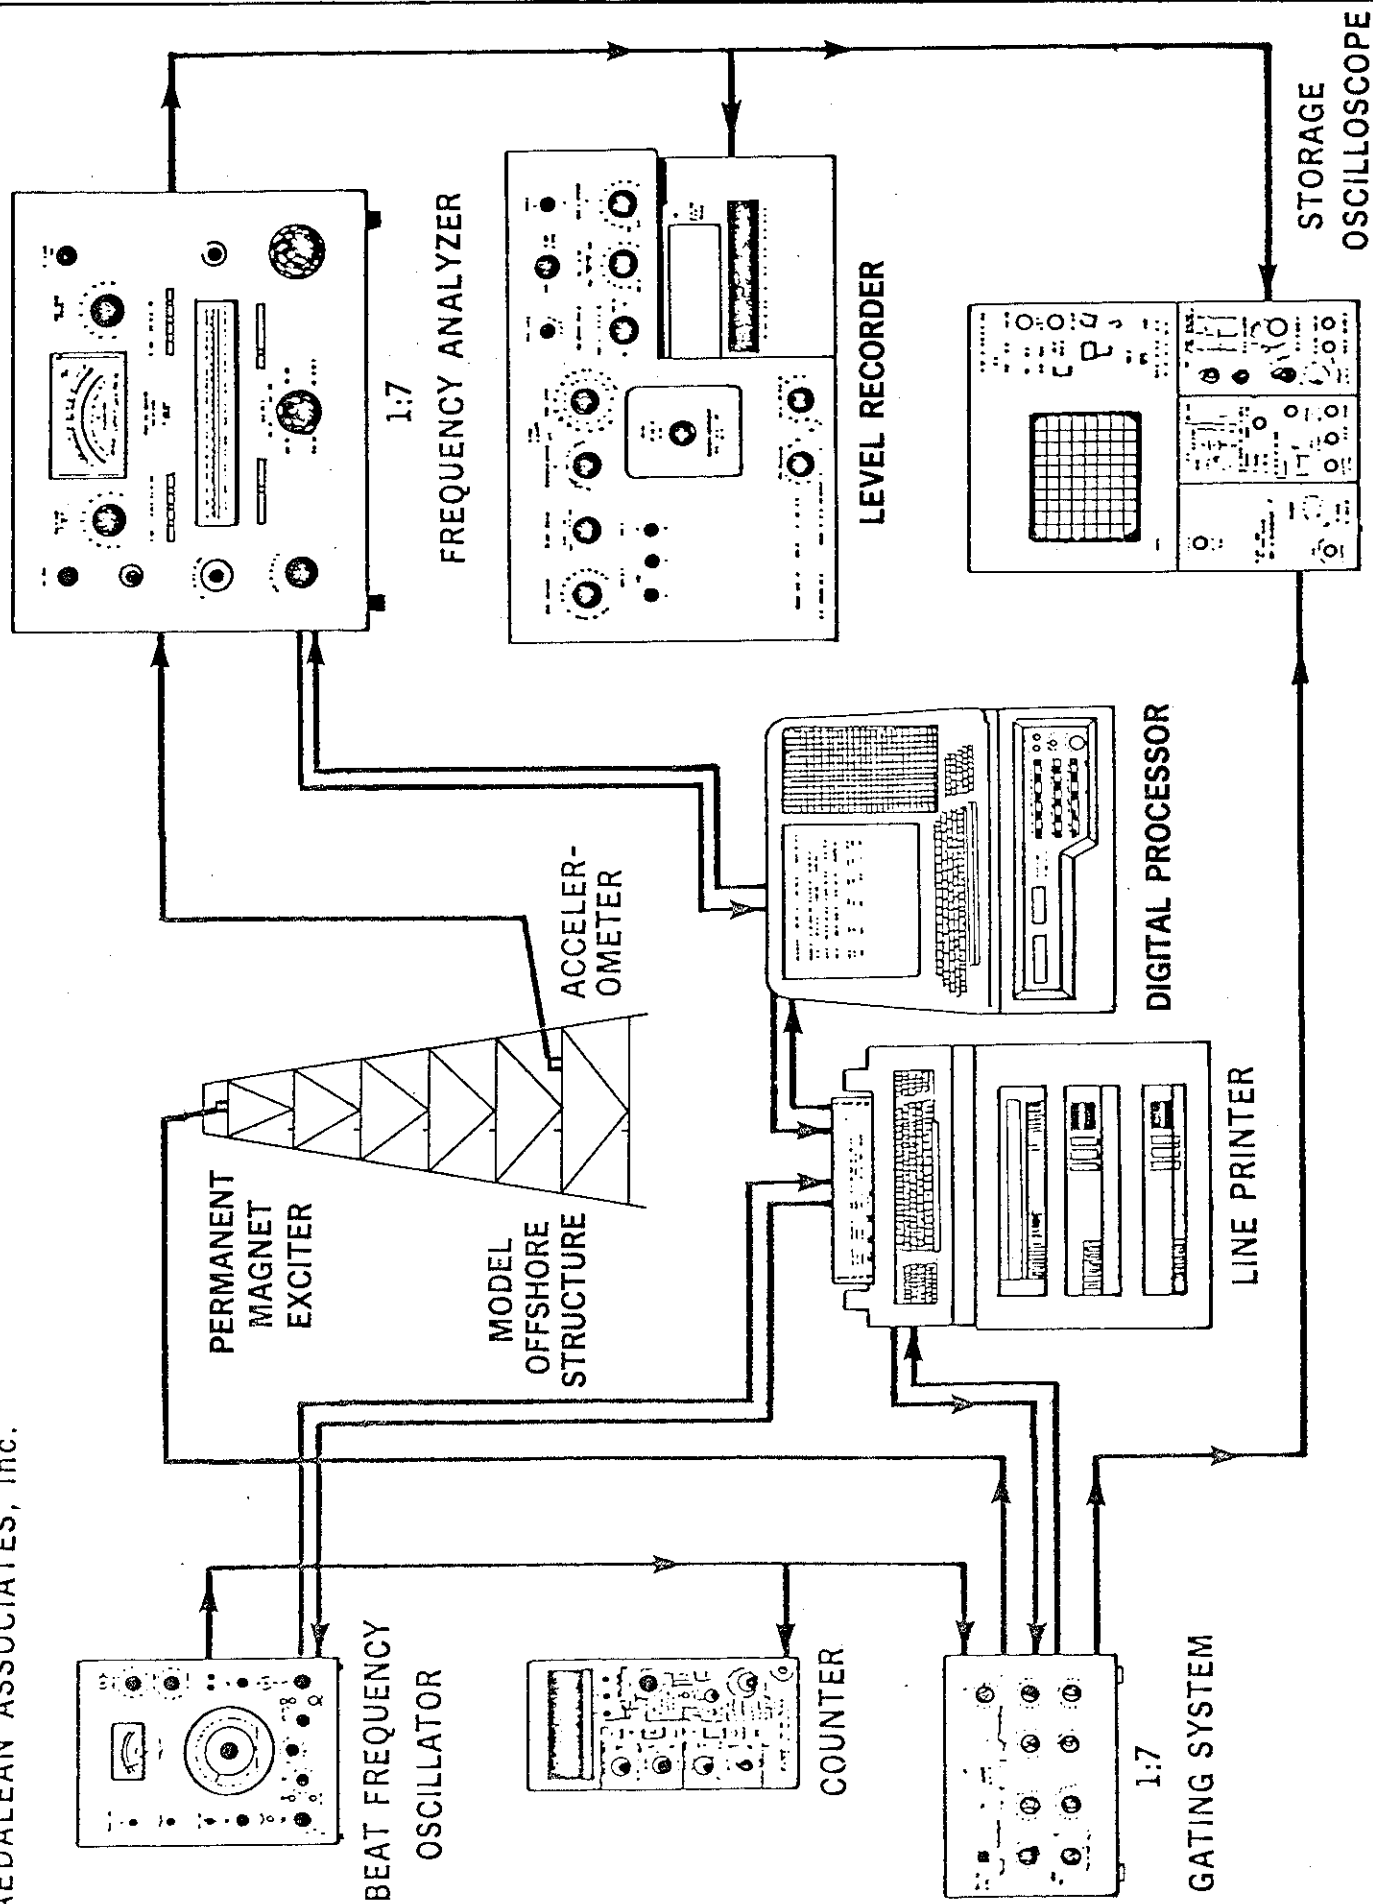 AEDALEAN ASSOCIATES, Inc.
BEAT FREQUENCY
OSCILLATOR
PERMANENT
MAGNET
EXCITER
1:7
FREQUENCY ANALYZER
MODEL
OFFSHORE
STRUCTURE
ACCELER-
OMETER
LEVEL RECORDER
COUNTER
DIGITAL PROCESSOR
1:7
GATING SYSTEM
LINE PRINTER
STORAGE
OSCILLOSCOPE